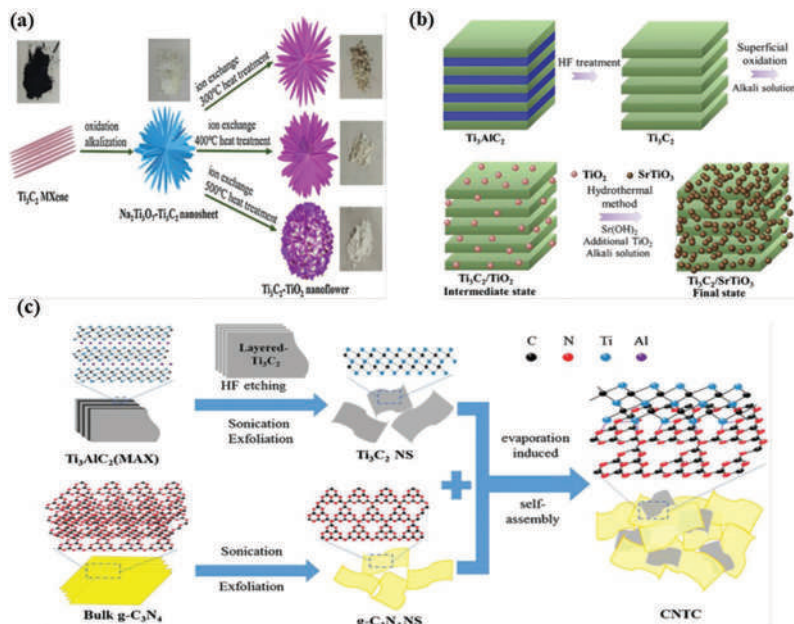 (a)
oxidation
alkalization
Ti₃C₂ MXene
Na₂Ti₃O₇-Ti₃C₂ nanosheet
ion exchange
300°C heat treatment
ion exchange
400°C heat treatment
ion exchange
500°C heat treatment
Ti₃C₂-TiO₂ nanoflower
(b)
Ti₃AlC₂
HF treatment
Ti₃C₂
Superficial
oxidation
Alkali solution
TiO₂
SrTiO₃
Hydrothermal
method
Sr(OH)₂
Additional TiO₂
Alkali solution
Ti₃C₂/TiO₂
Intermediate state
Ti₃C₂/SrTiO₃
Final state
(c)
Ti₃AlC₂(MAX)
Layered-
Ti₃C₂
HF etching
Sonication
Exfoliation
Ti₃C₂ NS
C N Ti Al
evaporation
induced
self-
assembly
Bulk g-C₃N₄
Sonication
Exfoliation
g-C₃N₄ NS
CNTC